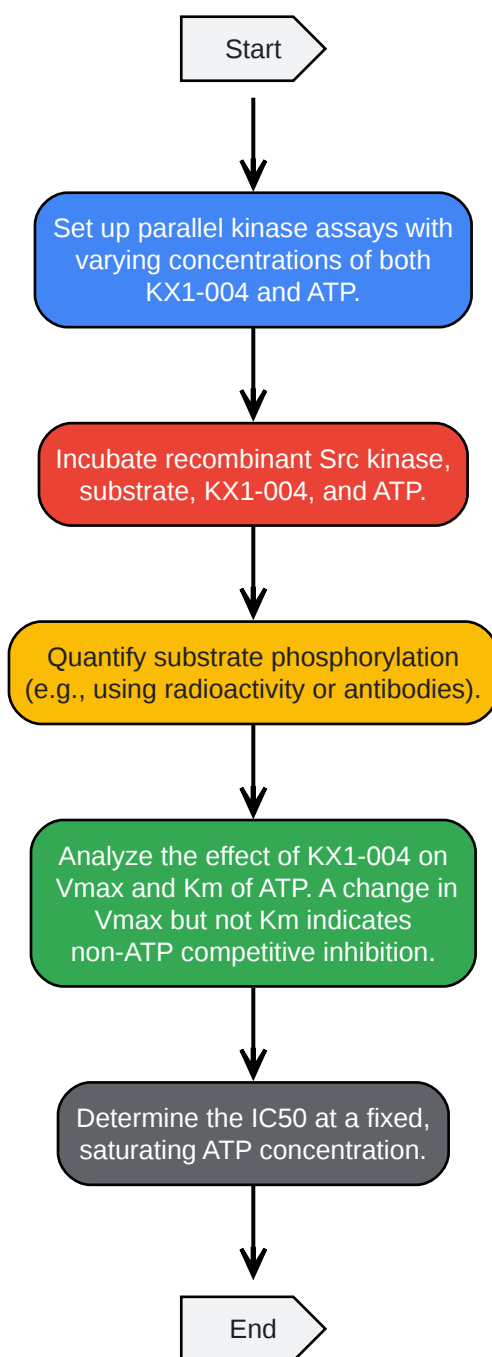 Start
Set up parallel kinase assays with
varying concentrations of both
KX1-004 and ATP.
Incubate recombinant Src kinase,
substrate, KX1-004, and ATP.
Quantify substrate phosphorylation
(e.g., using radioactivity or antibodies).
Analyze the effect of KX1-004 on
Vmax and Km of ATP. A change in
Vmax but not Km indicates
non-ATP competitive inhibition.
Determine the IC50 at a fixed,
saturating ATP concentration.
End